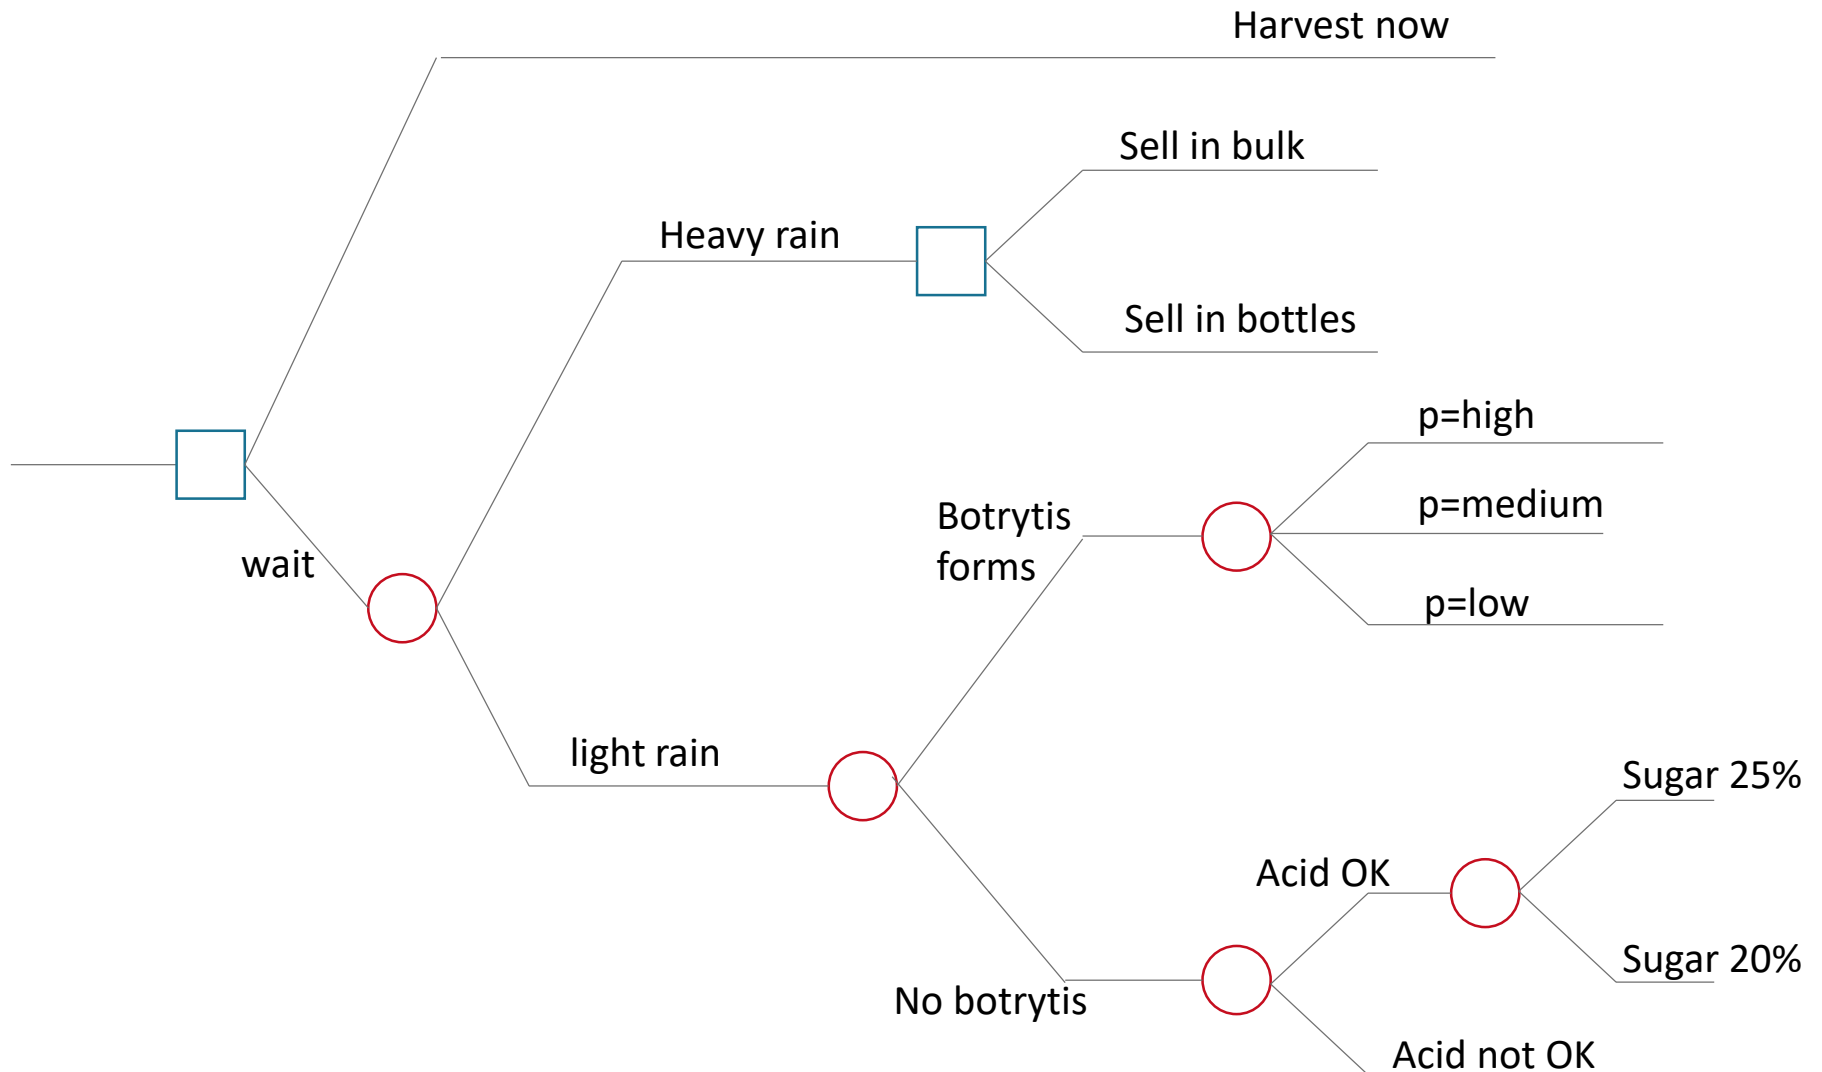 Harvest now
Sell in bulk
Heavy rain
Sell in bottles
p=high
p=medium
Botrytis
forms
wait
p=low
light rain
Sugar 25%
Acid OK
Sugar 20%
No botrytis
Acid not OK